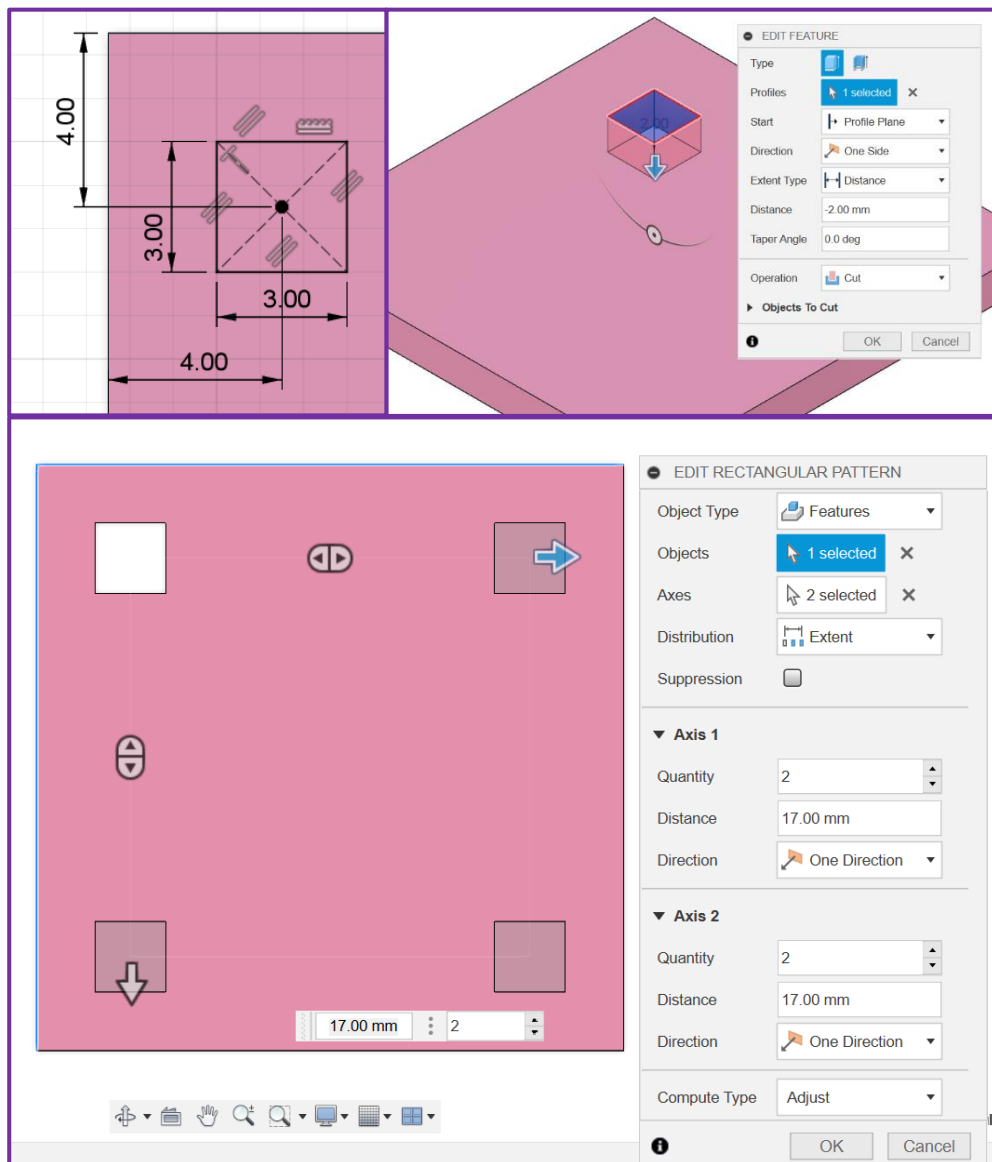 4.00
3.00
3.00
4.00
2.00
EDIT FEATURE
Type
Profiles 1 selected
Start Profile Plane
Direction One Side
Extent Type Distance
Distance -2.00 mm
Taper Angle 0.0 deg
Operation Cut
Objects To Cut
OK Cancel
EDIT RECTANGULAR PATTERN
Object Type Features
Objects 1 selected
Axes 2 selected
Distribution Extent
Suppression
Axis 1
Quantity 2
Distance 17.00 mm
Direction One Direction
Axis 2
Quantity 2
Distance 17.00 mm
Direction One Direction
Compute Type Adjust
OK Cancel
17.00 mm 2